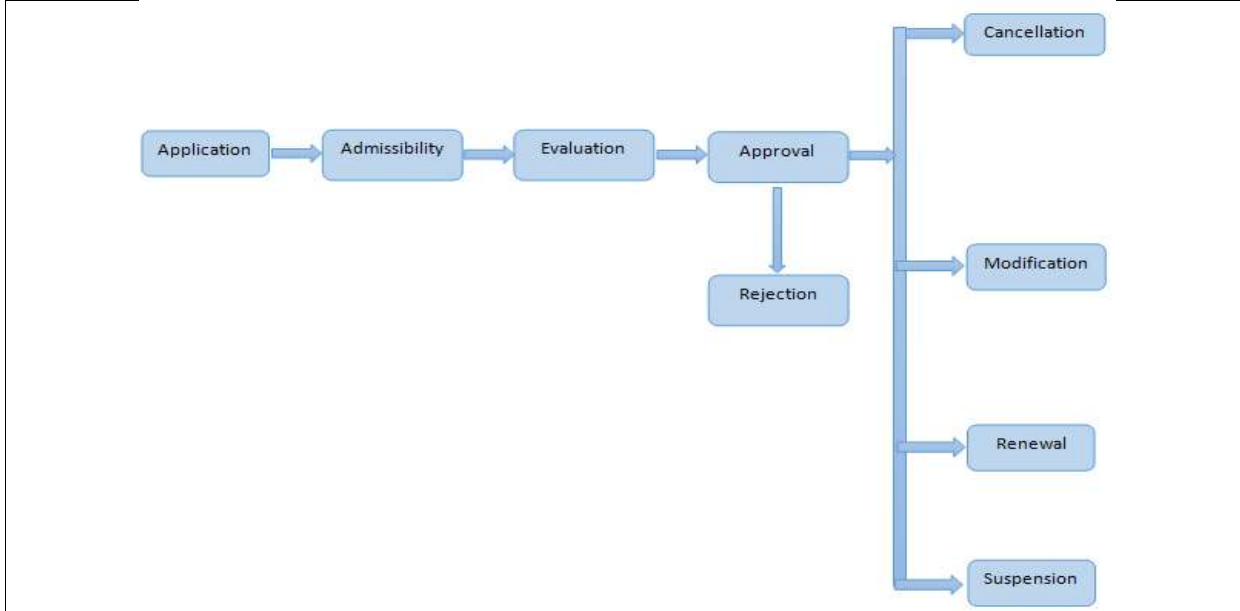 Application
Admissibility
Evaluation
Approval
Rejection
Cancellation
Modification
Renewal
Suspension